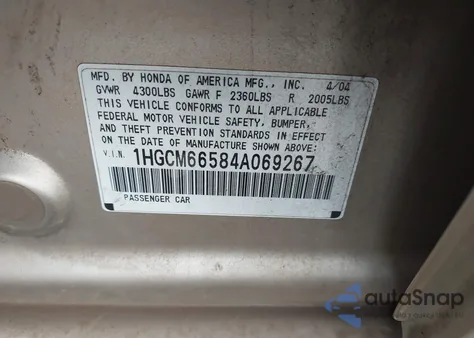 MFD. BY HONDA OF AMERICA MFG., INC. 4/04
GVWR 4300LBS GAWR F 2360LBS R 2005LBS
THIS VEHICLE CONFORMS TO ALL APPLICABLE
FEDERAL MOTOR VEHICLE SAFETY, BUMPER,
AND THEFT PREVENTION STANDARDS IN EFFECT
ON THE DATE OF MANUFACTURE SHOWN ABOVE.
V.I.N. 1HGCM66584A069267
PASSENGER CAR
autoSnap